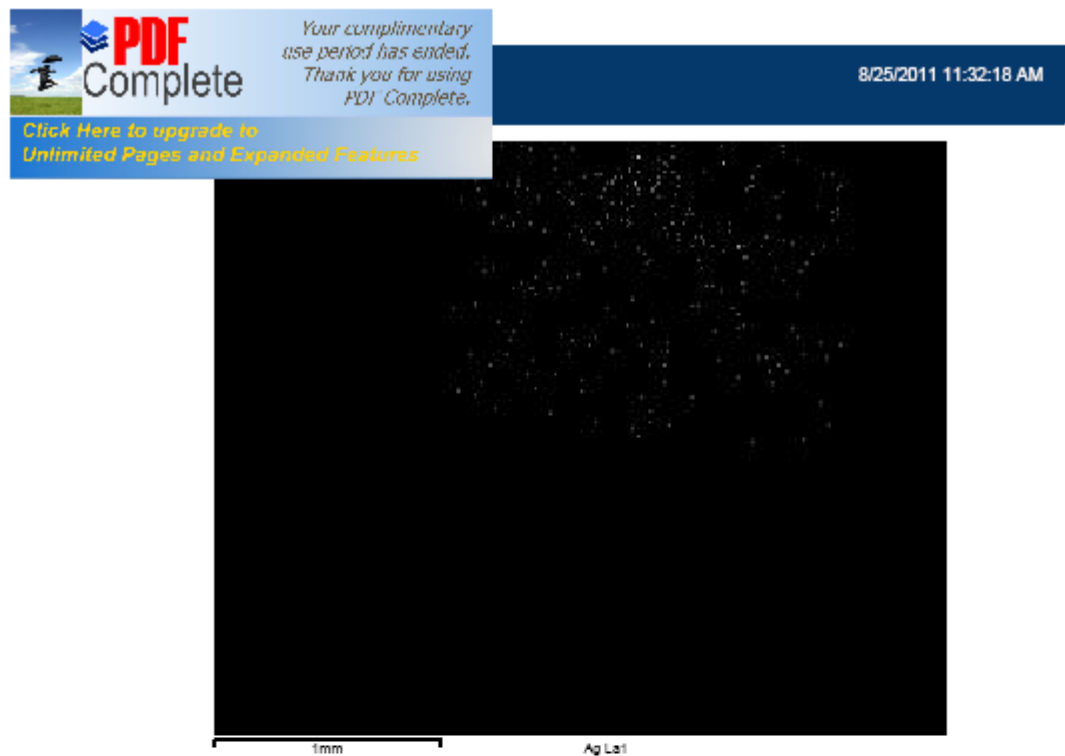 PDF
Complete
Your complimentary
use period has ended.
Thank you for using
PDF Complete.
Click Here to upgrade to
Unlimited Pages and Expanded Features
8/25/2011 11:32:18 AM
1mm
Ag La1